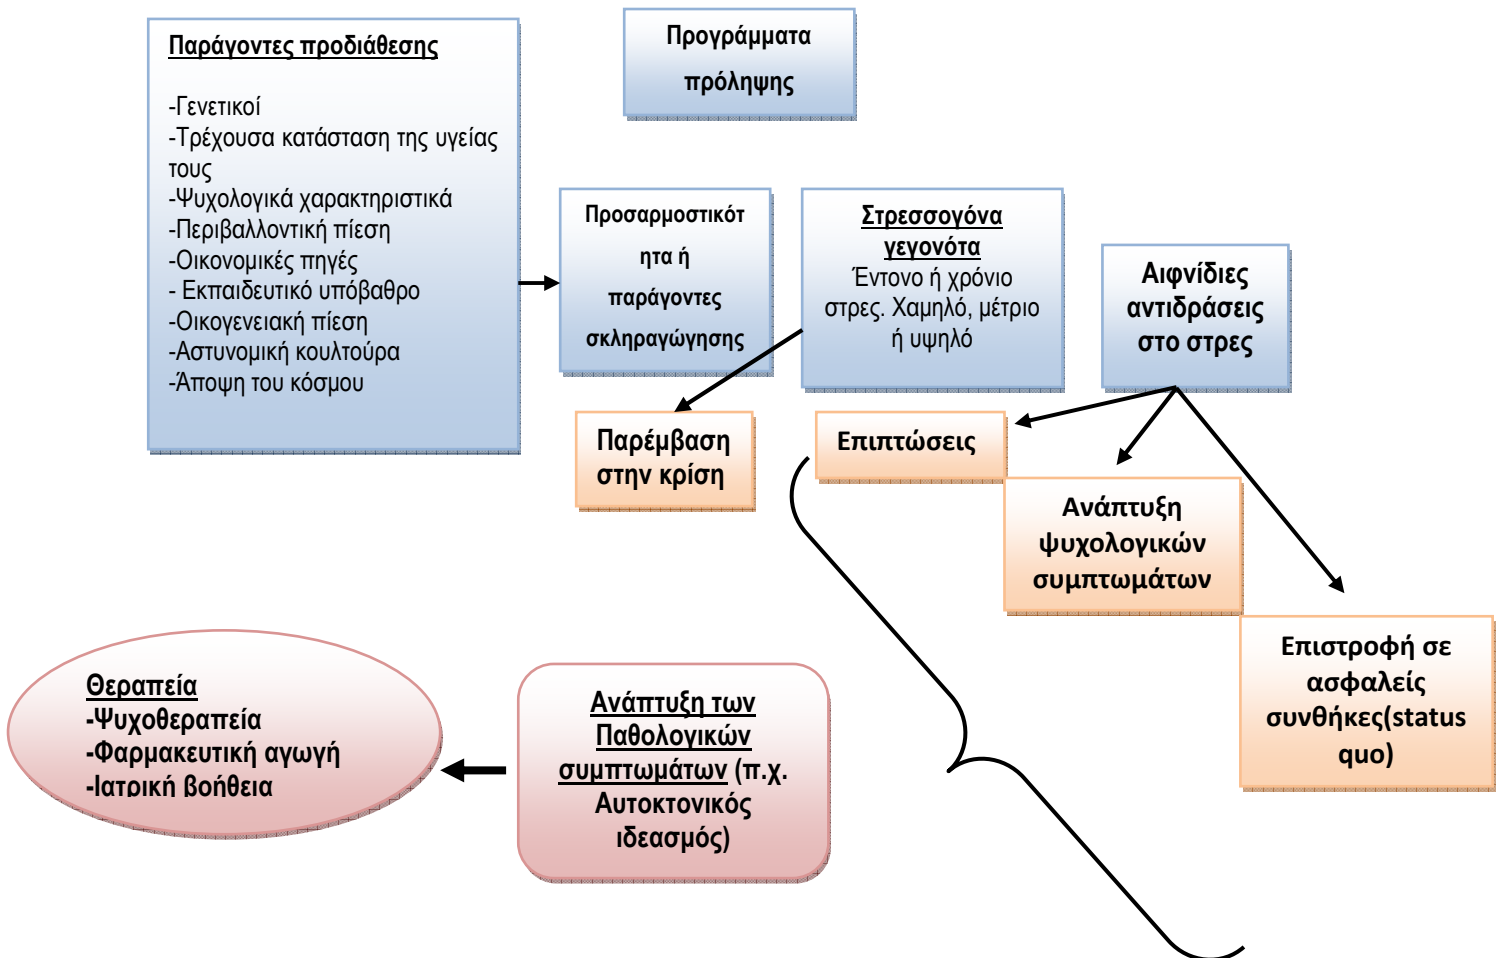 Παράγοντες προδιάθεσης
-Γενετικοί
-Τρέχουσα κατάσταση της υγείας
τους
-Ψυχολογικά χαρακτηριστικά
-Περιβαλλοντική πίεση
-Οικονομικές πηγές
- Εκπαιδευτικό υπόβαθρο
-Οικογενειακή πίεση
-Αστυνομική κουλτούρα
-Άποψη του κόσμου
Προγράμματα
πρόληψης
Προσαρμοστικότ
ητα ή
παράγοντες
σκληραγώγησης
Στρεσσογόνα
γεγονότα
Έντονο ή χρόνιο
στρες. Χαμηλό, μέτριο
ή υψηλό
Αιφνίδιες
αντιδράσεις
στο στρες
Παρέμβαση
στην κρίση
Επιπτώσεις
Ανάπτυξη
ψυχολογικών
συμπτωμάτων
Επιστροφή σε
ασφαλείς
συνθήκες(status
quo)
Θεραπεία
-Ψυχοθεραπεία
-Φαρμακευτική αγωγή
-Ιατρική βοήθεια
Ανάπτυξη των
Παθολογικών
συμπτωμάτων (π.χ.
Αυτοκτονικός
ιδεασμός)